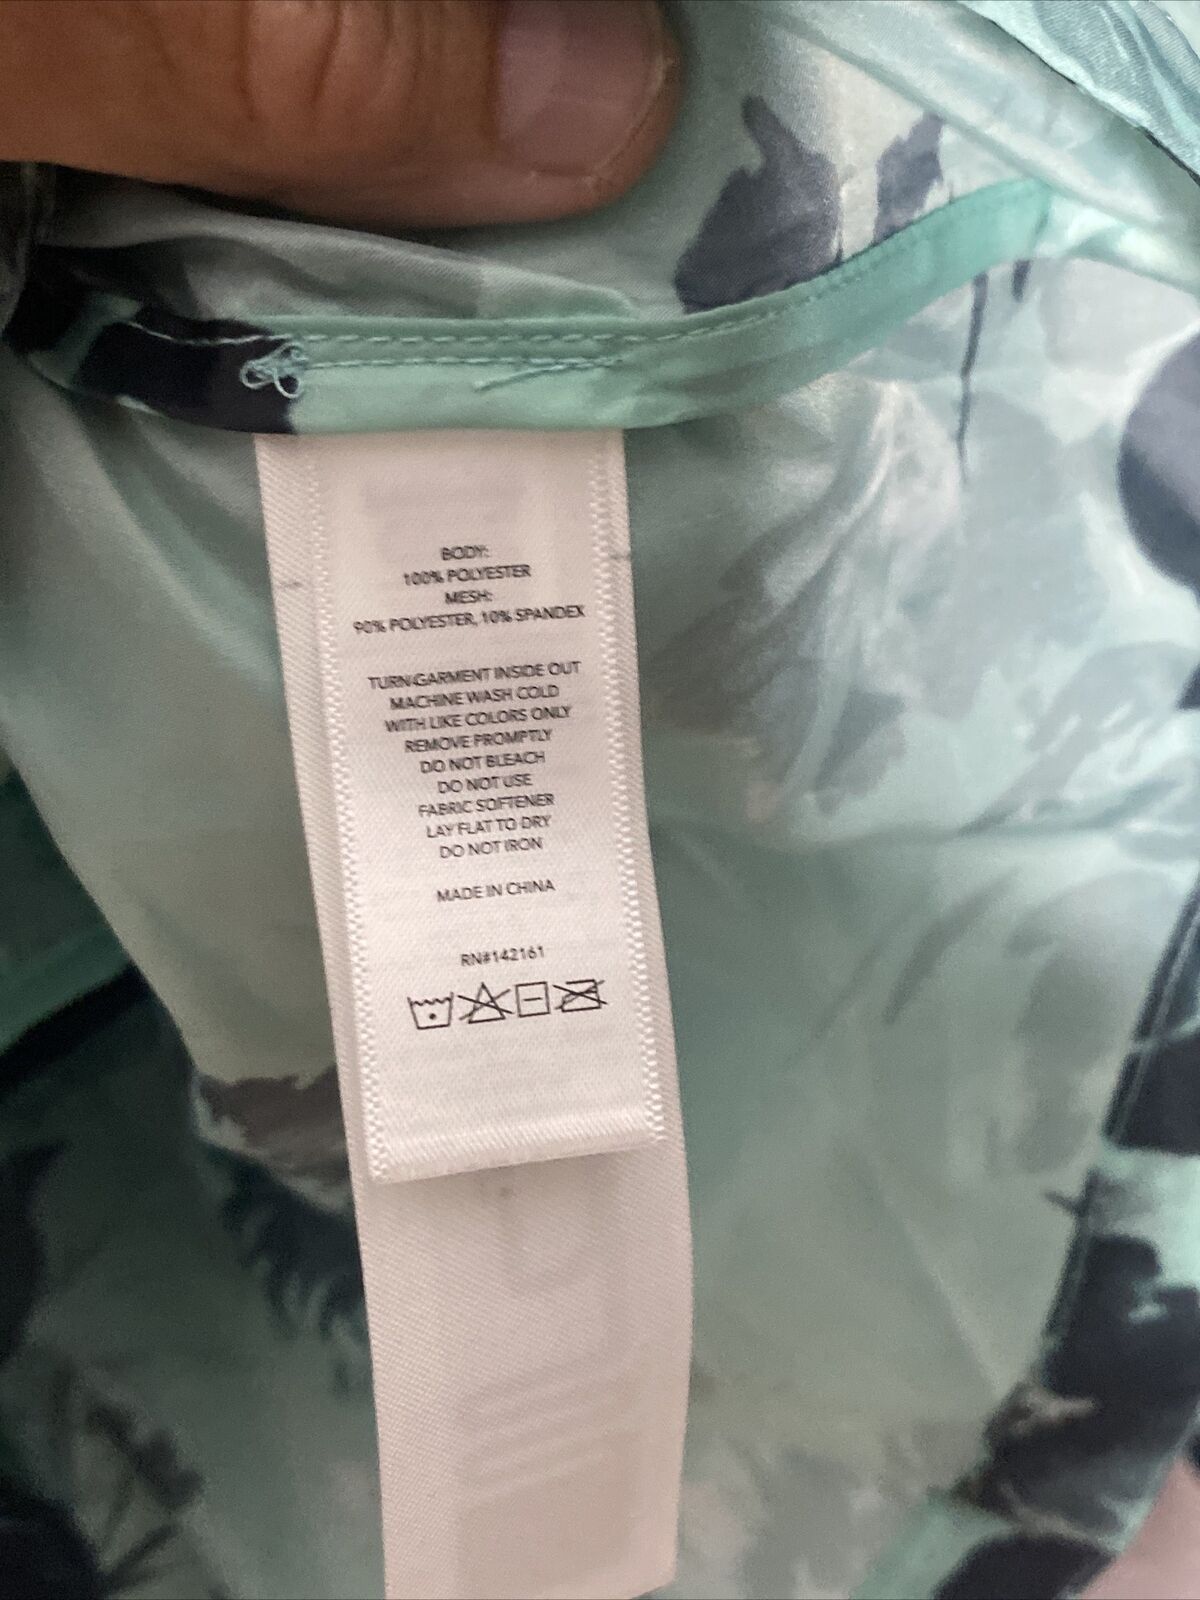 BODY:
100% POLYESTER
MESH:
90% POLYESTER, 10% SPANDEX
TURN GARMENT INSIDE OUT
MACHINE WASH COLD
WITH LIKE COLORS ONLY
REMOVE PROMPTLY
DO NOT BLEACH
DO NOT USE
FABRIC SOFTENER
LAY FLAT TO DRY
DO NOT IRON
MADE IN CHINA
RN#142161